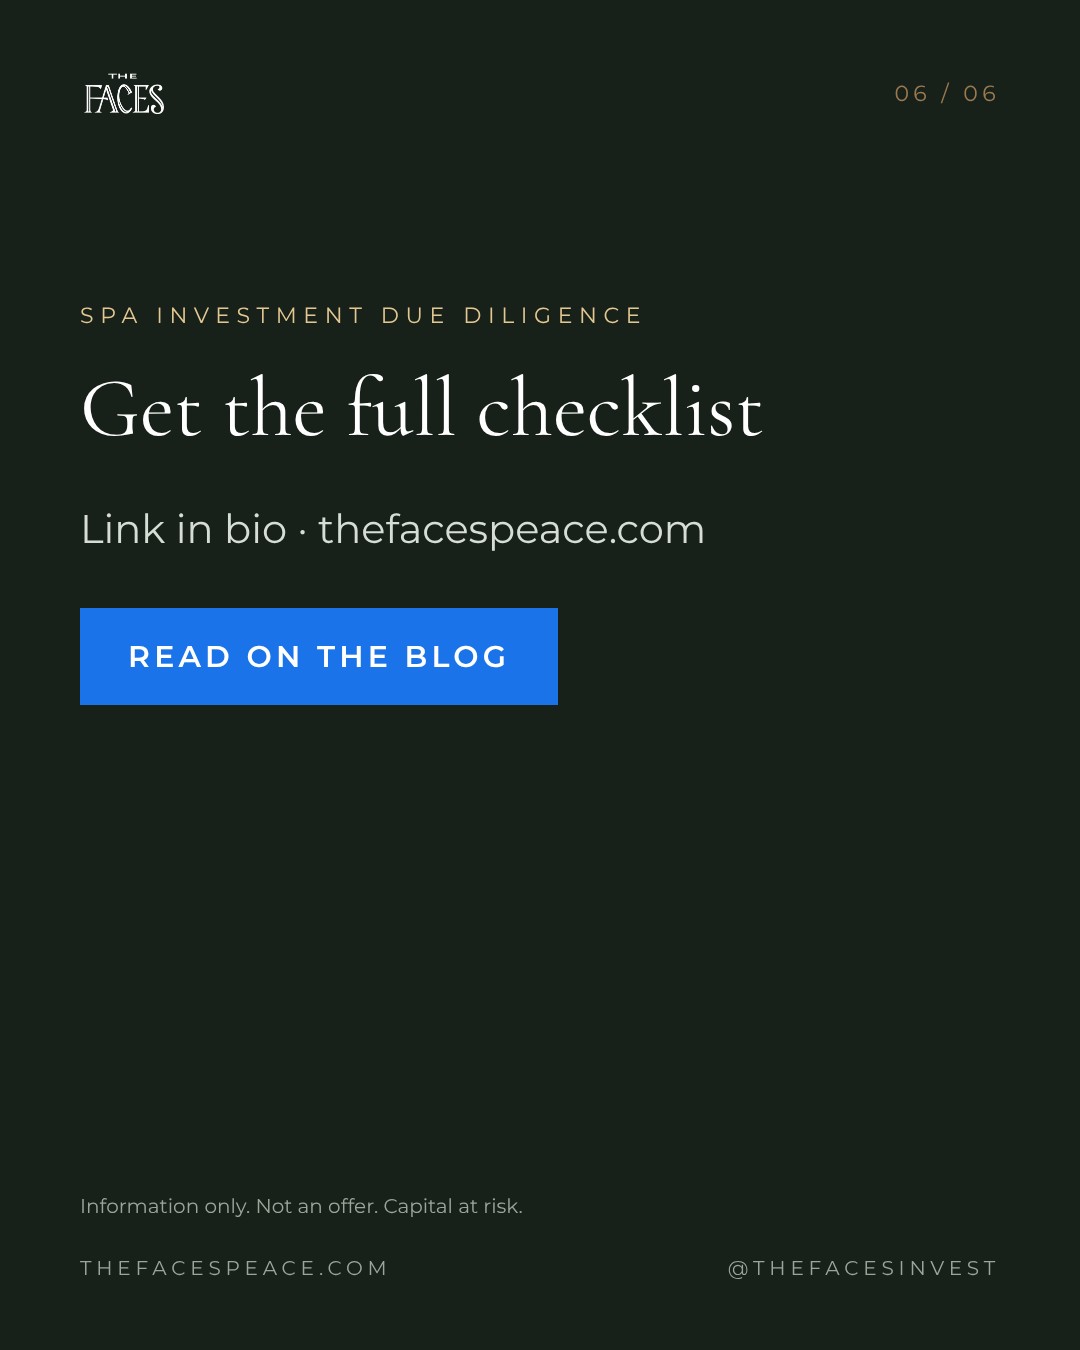 THE
FACES
06 / 06
SPA INVESTMENT DUE DILIGENCE
Get the full checklist
Link in bio · thefacespeace.com
READ ON THE BLOG
Information only. Not an offer. Capital at risk.
THEFACESPEACE.COM
@THEFACESINVEST